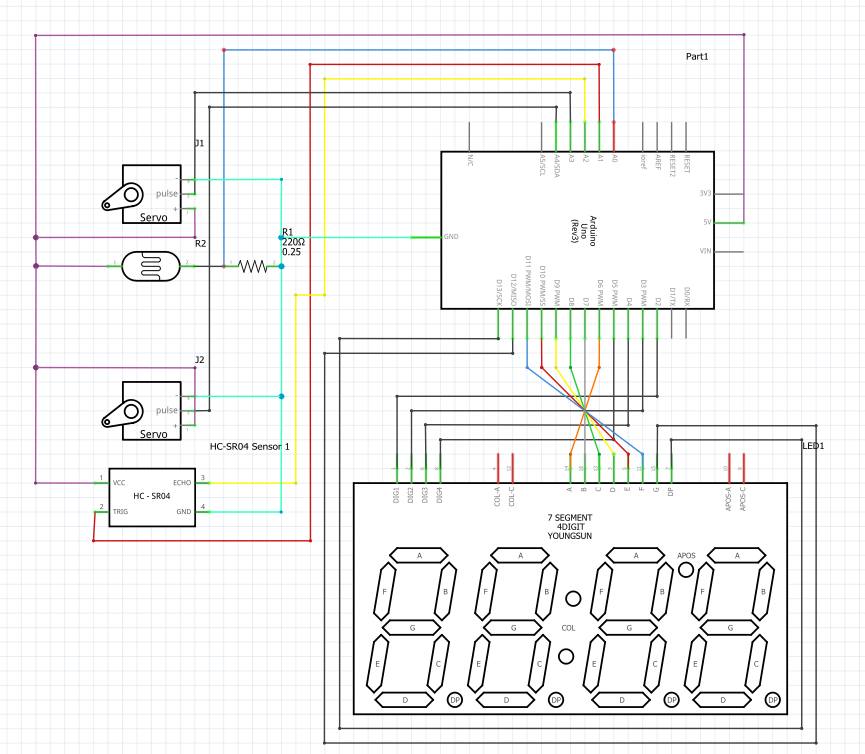 Part1
N/C
A5/SCL
A4/SDA
A3
A2
A1
A0
ioref
AREF
RESET2
RESET
J1
- 
pulse
+
Servo
3V3
5V
VIN
GND
Arduino
Uno
(Rev3)
R1
220Ω
0.25
R2
1
2
1
2
D13/SCK
D12/MISO
D11 PWM/MOSI
D10 PWM/SS
D9 PWM
D8
D7
D6 PWM
D5 PWM
D4
D3 PWM
D2
D1/TX
D0/RX
J2
-
pulse
+
Servo
HC-SR04 Sensor 1
1
VCC
ECHO
3
HC - SR04
2
TRIG
GND
4
LED1
DIG1
DIG2
DIG3
DIG4
COL-A
COL-C
A
B
C
D
E
F
G
DP
APOS-A
APOS-C
7 SEGMENT
4DIGIT
YOUNGSUN
A
A
A
APOS
A
F
B
F
B
F
B
F
B
G
G
COL
G
G
E
C
E
C
E
C
E
C
D
DP
D
DP
D
DP
D
DP